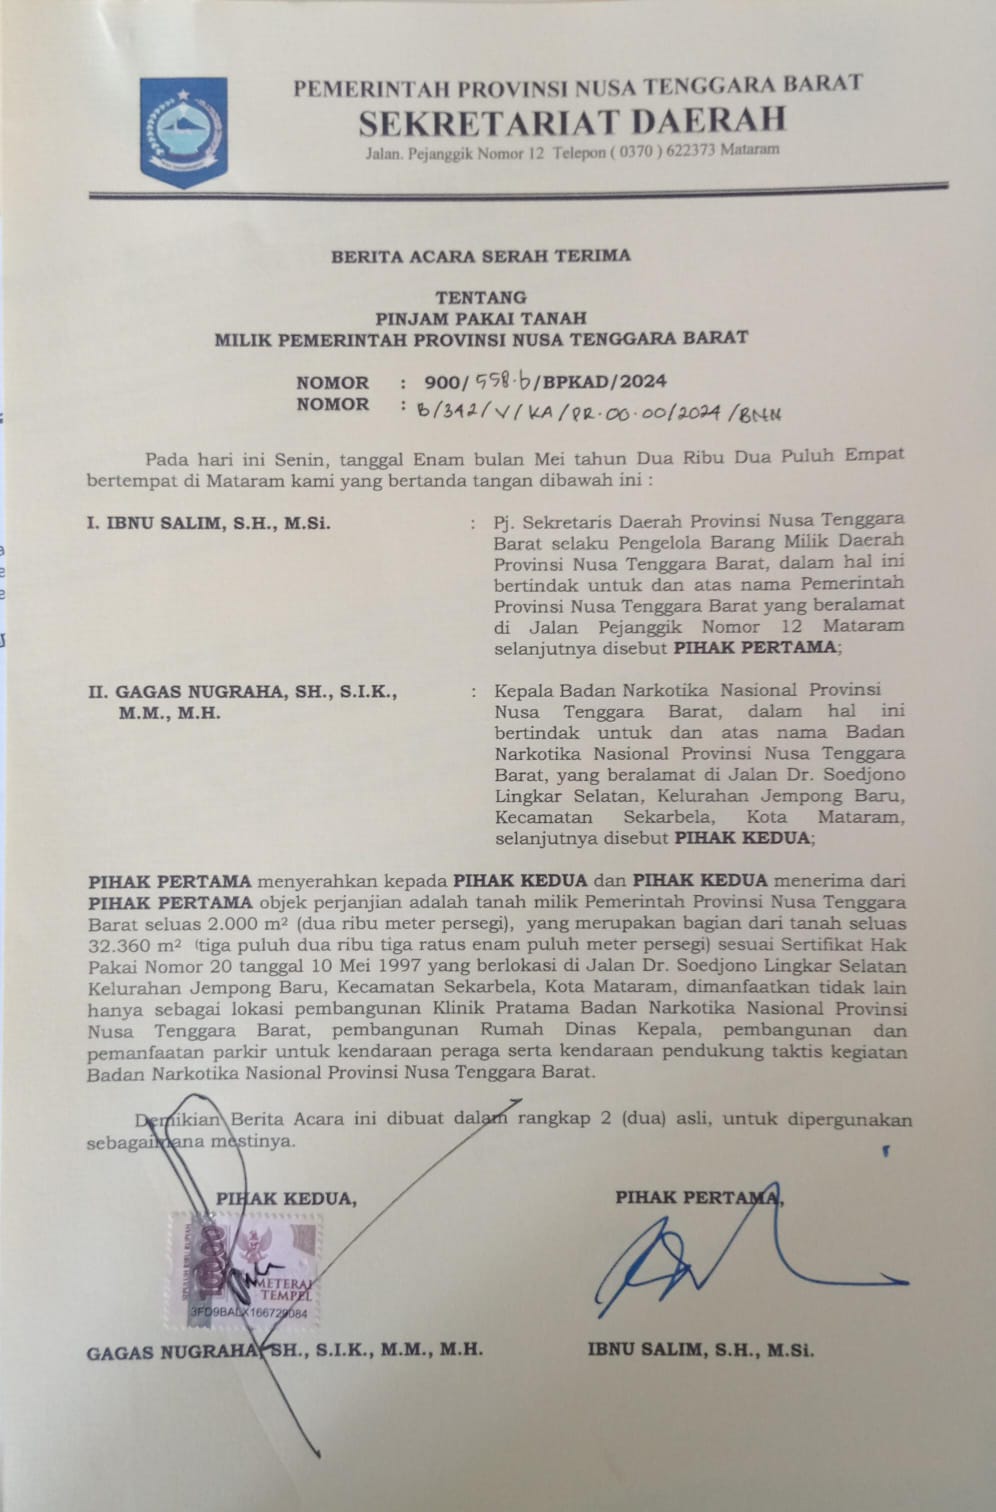 PEMERINTAH PROVINSI NUSA TENGGARA BARAT
SEKRETARIAT DAERAH
Jalan. Pejanggik Nomor 12 Telepon ( 0370 ) 622373 Mataram
BERITA ACARA SERAH TERIMA
TENTANG
PINJAM PAKAI TANAH
MILIK PEMERINTAH PROVINSI NUSA TENGGARA BARAT
NOMOR : 900/ 558.b/BPKAD/2024
NOMOR : B/342/V/KA/PR.00.00/2024/BNN
Pada hari ini Senin, tanggal Enam bulan Mei tahun Dua Ribu Dua Puluh Empat
bertempat di Mataram kami yang bertanda tangan dibawah ini :
I. IBNU SALIM, S.H., M.Si. : Pj. Sekretaris Daerah Provinsi Nusa Tenggara
Barat selaku Pengelola Barang Milik Daerah
Provinsi Nusa Tenggara Barat, dalam hal ini
bertindak untuk dan atas nama Pemerintah
Provinsi Nusa Tenggara Barat yang beralamat
di Jalan Pejanggik Nomor 12 Mataram
selanjutnya disebut PIHAK PERTAMA;
II. GAGAS NUGRAHA, SH., S.I.K., : Kepala Badan Narkotika Nasional Provinsi
M.M., M.H. Nusa Tenggara Barat, dalam hal ini
bertindak untuk dan atas nama Badan
Narkotika Nasional Provinsi Nusa Tenggara
Barat, yang beralamat di Jalan Dr. Soedjono
Lingkar Selatan, Kelurahan Jempong Baru,
Kecamatan Sekarbela, Kota Mataram,
selanjutnya disebut PIHAK KEDUA;
PIHAK PERTAMA menyerahkan kepada PIHAK KEDUA dan PIHAK KEDUA menerima dari
PIHAK PERTAMA objek perjanjian adalah tanah milik Pemerintah Provinsi Nusa Tenggara
Barat seluas 2.000 m² (dua ribu meter persegi), yang merupakan bagian dari tanah seluas
32.360 m² (tiga puluh dua ribu tiga ratus enam puluh meter persegi) sesuai Sertifikat Hak
Pakai Nomor 20 tanggal 10 Mei 1997 yang berlokasi di Jalan Dr. Soedjono Lingkar Selatan
Kelurahan Jempong Baru, Kecamatan Sekarbela, Kota Mataram, dimanfaatkan tidak lain
hanya sebagai lokasi pembangunan Klinik Pratama Badan Narkotika Nasional Provinsi
Nusa Tenggara Barat, pembangunan Rumah Dinas Kepala, pembangunan dan
pemanfaatan parkir untuk kendaraan peraga serta kendaraan pendukung taktis kegiatan
Badan Narkotika Nasional Provinsi Nusa Tenggara Barat.
Demikian Berita Acara ini dibuat dalam rangkap 2 (dua) asli, untuk dipergunakan
sebagaimana mestinya.
PIHAK KEDUA, PIHAK PERTAMA,
10000
METERAI
TEMPEL
3FD9BALX166729084
GAGAS NUGRAHA, SH., S.I.K., M.M., M.H. IBNU SALIM, S.H., M.Si.